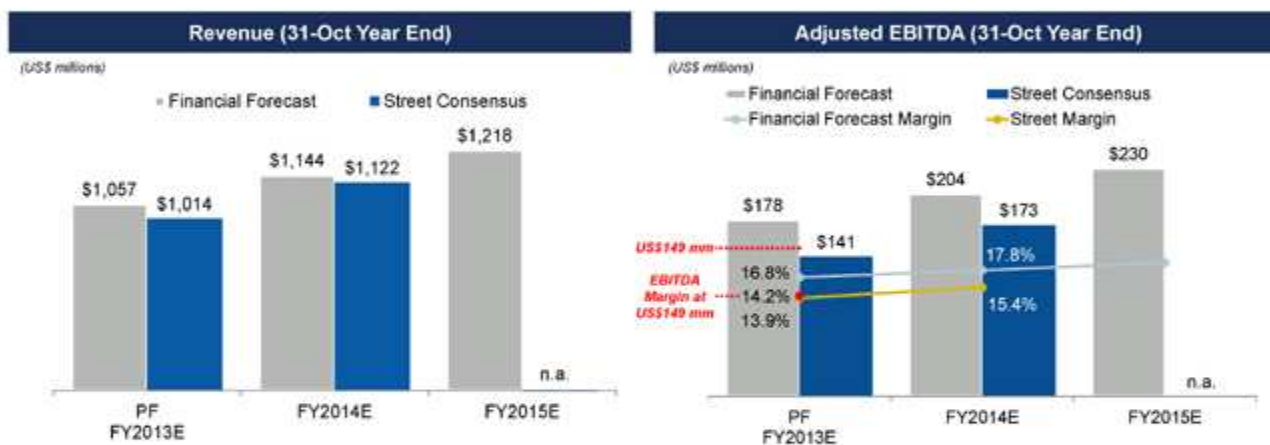 Revenue (31-Oct Year End)
(US$ millions)
Financial Forecast
Street Consensus
$1,057
$1,014
$1,144
$1,122
$1,218
n.a.
PF
FY2013E
FY2014E
FY2015E
Adjusted EBITDA (31-Oct Year End)
(US$ millions)
Financial Forecast
Street Consensus
Financial Forecast Margin
Street Margin
$178
$141
$204
$173
$230
US$149 mm
EBITDA
Margin at
US$149 mm
16.8%
14.2%
13.9%
17.8%
15.4%
n.a.
PF
FY2013E
FY2014E
FY2015E